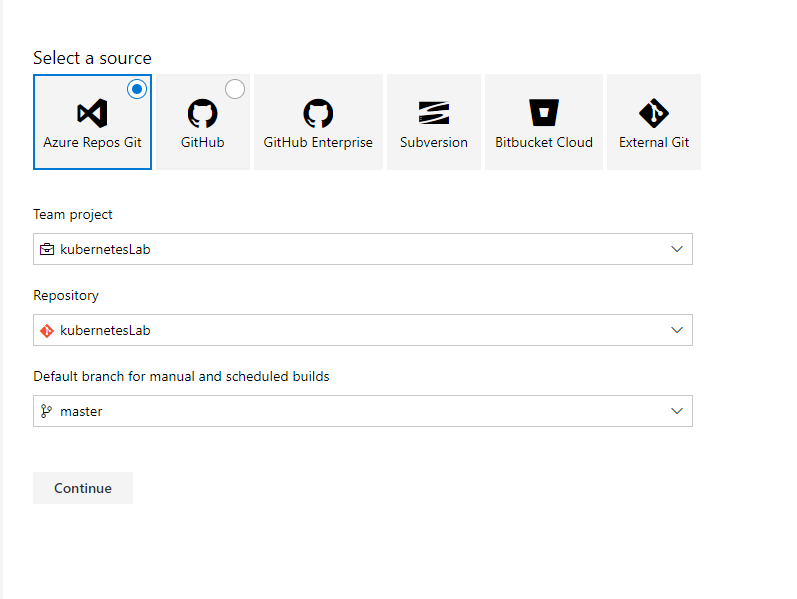 Select a source
Azure Repos Git
GitHub
GitHub Enterprise
Subversion
Bitbucket Cloud
External Git
Team project
kubernetesLab
Repository
kubernetesLab
Default branch for manual and scheduled builds
master
Continue